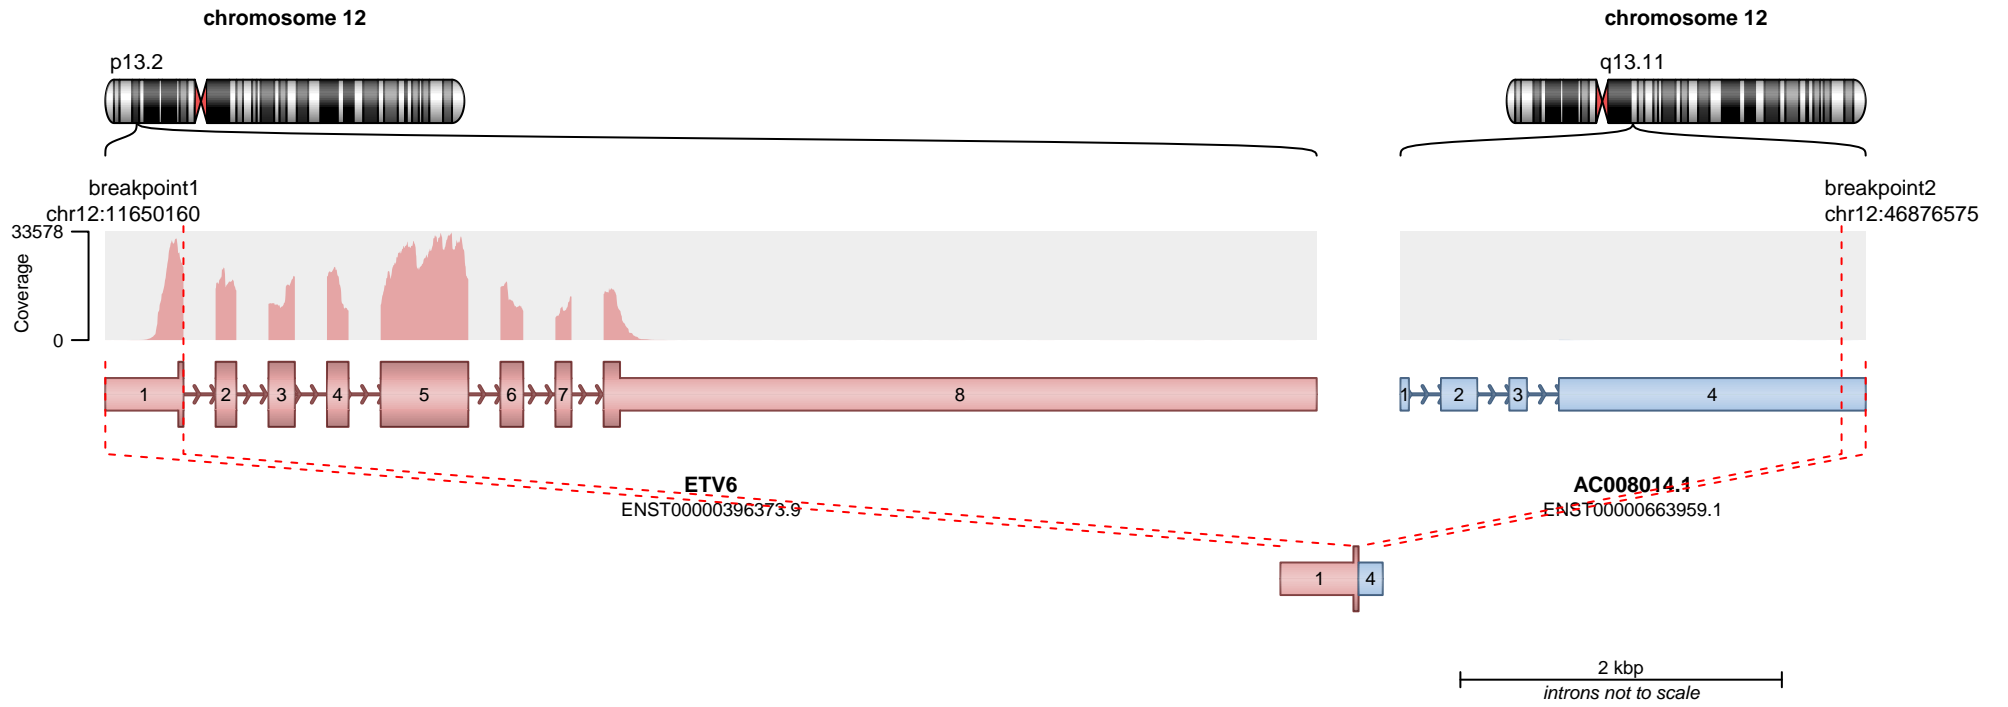 chromosome 12
chromosome 12
p13.2
q13.11
breakpoint1
chr12:11650160
breakpoint2
chr12:46876575
33578
Coverage
0
1
2
3
4
5
6
7
8
1
2
3
4
ETV6
ENST00000396373.9
AC008014.1
ENST00000663959.1
1
4
2 kbp
introns not to scale